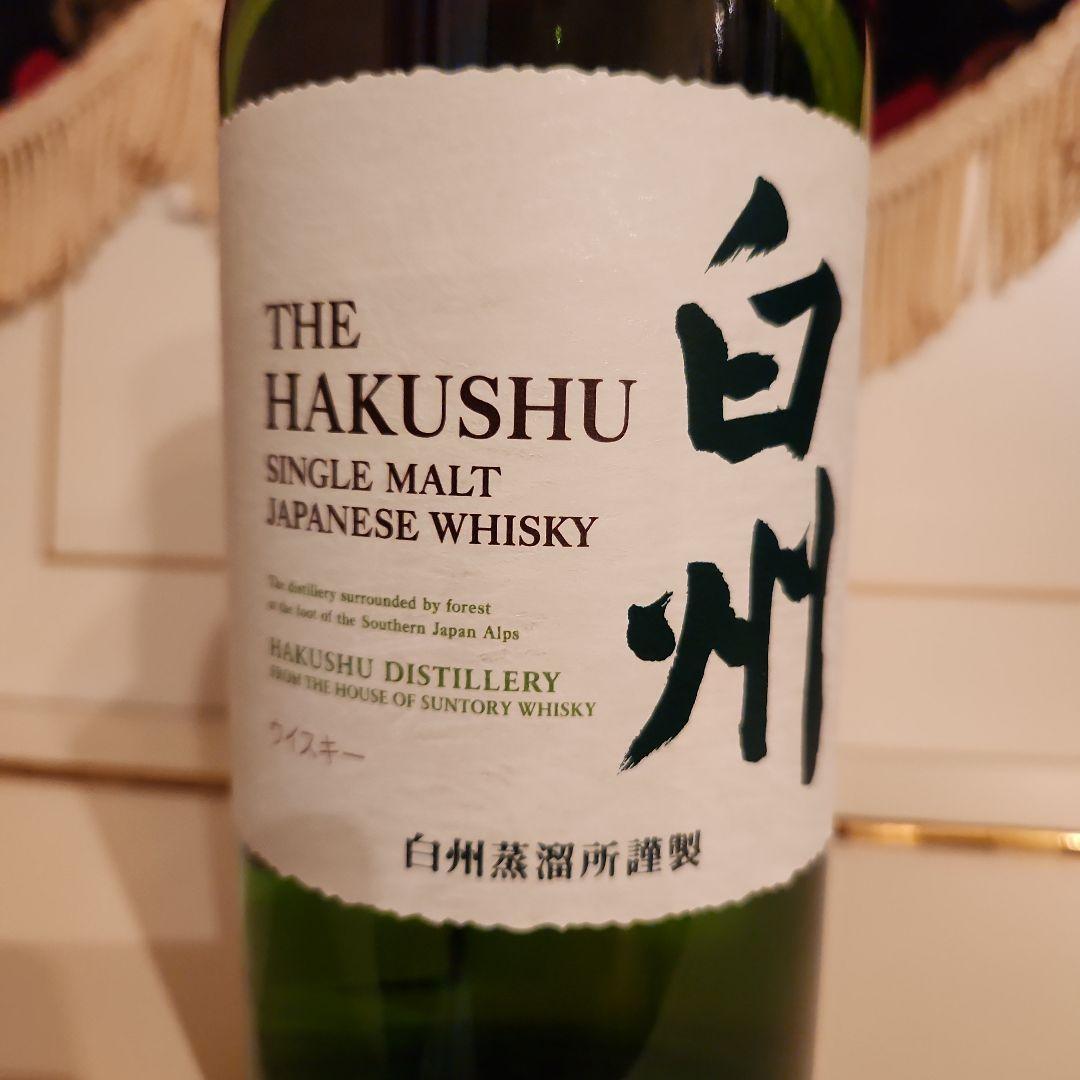 THE
HAKUSHU
SINGLE MALT
JAPANESE WHISKY
The distillery surrounded by forest
at the foot of the Southern Japan Alps
HAKUSHU DISTILLERY
FROM THE HOUSE OF SUNTORY WHISKY
ウイスキー
白州
白州蒸溜所謹製